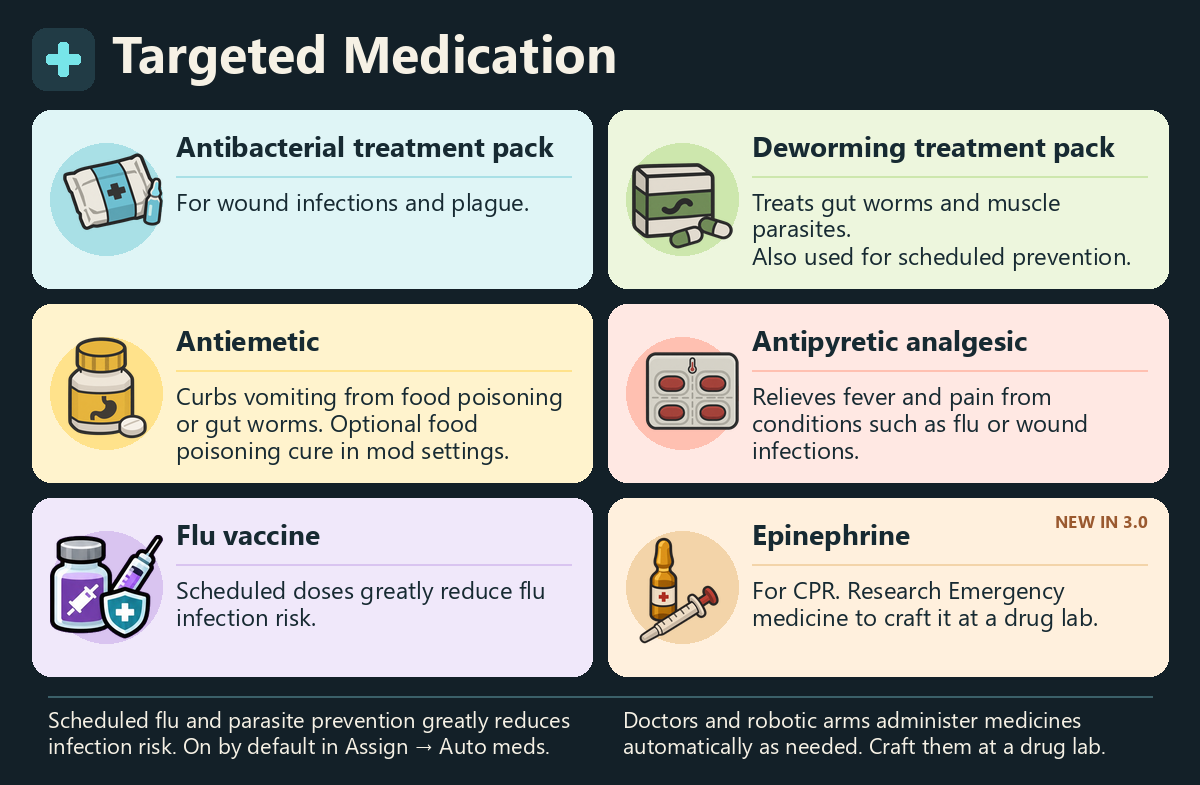 Targeted Medication
Antibacterial treatment pack
For wound infections and plague.
Deworming treatment pack
Treats gut worms and muscle
parasites.
Also used for scheduled prevention.
Antiemetic
Curbs vomiting from food poisoning
or gut worms. Optional food
poisoning cure in mod settings.
Antipyretic analgesic
Relieves fever and pain from
conditions such as flu or wound
infections.
Flu vaccine
Scheduled doses greatly reduce flu
infection risk.
NEW IN 3.0
Epinephrine
For CPR. Research Emergency
medicine to craft it at a drug lab.
Scheduled flu and parasite prevention greatly reduces
infection risk. On by default in Assign → Auto meds.
Doctors and robotic arms administer medicines
automatically as needed. Craft them at a drug lab.